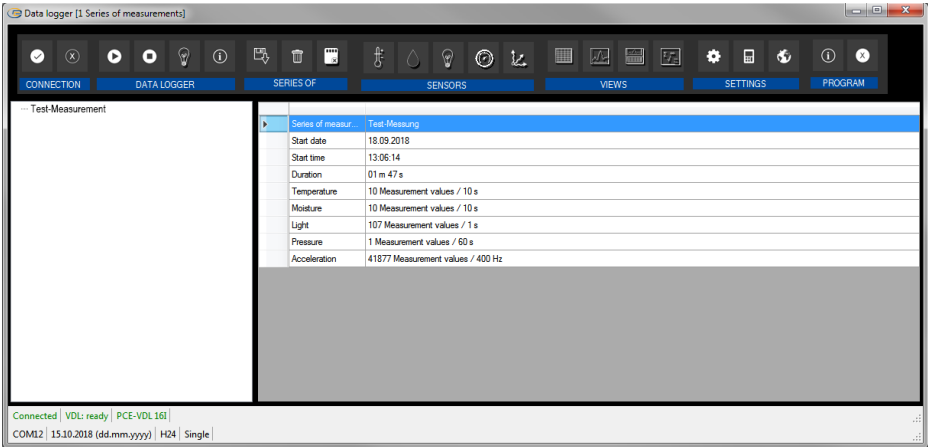 Data logger [1 Series of measurements]
CONNECTION DATA LOGGER SERIES OF SENSORS VIEWS SETTINGS PROGRAM
Test-Measurement
Series of measur... Test-Messung
Start date 18.09.2018
Start time 13:06:14
Duration 01 m 47 s
Temperature 10 Measurement values / 10 s
Moisture 10 Measurement values / 10 s
Light 107 Measurement values / 1 s
Pressure 1 Measurement values / 60 s
Acceleration 41877 Measurement values / 400 Hz
Connected VDL: ready PCE-VDL 16I
COM12 15.10.2018 (dd.mm.yyyy) H24 Single